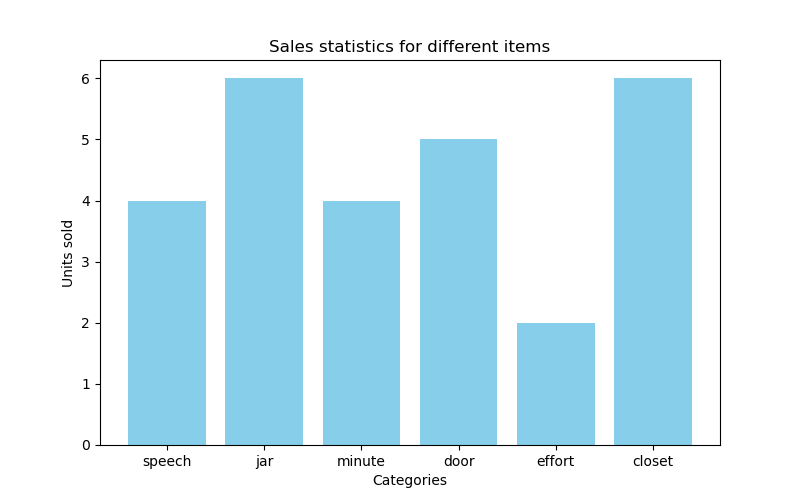 Sales statistics for different items
Units sold
6
5
4
3
2
1
0
speech jar minute door effort closet
Categories